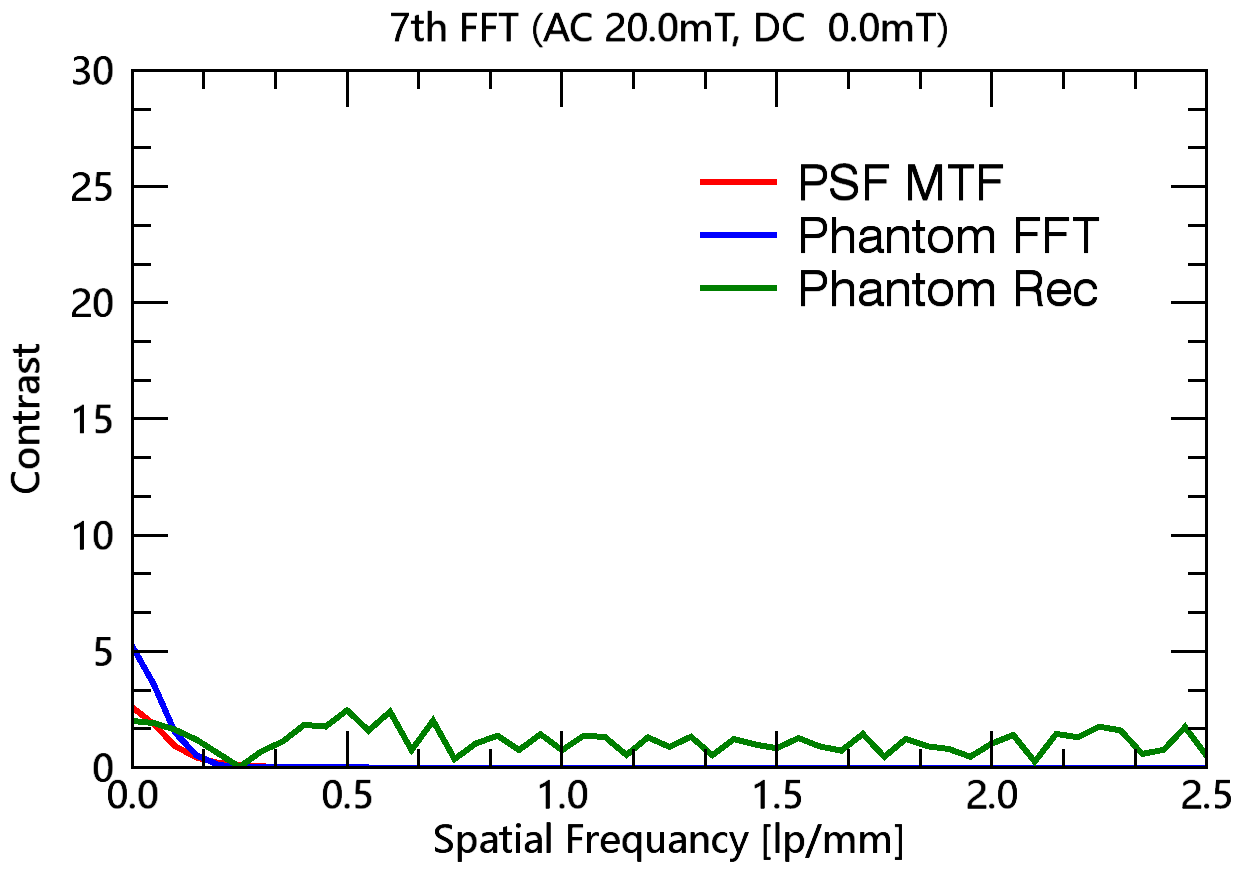 7th FFT (AC 20.0mT, DC  0.0mT)
30
25
20
15
10
5
0
Contrast
PSF MTF
Phantom FFT
Phantom Rec
0.0 0.5 1.0 1.5 2.0 2.5
Spatial Frequancy [lp/mm]